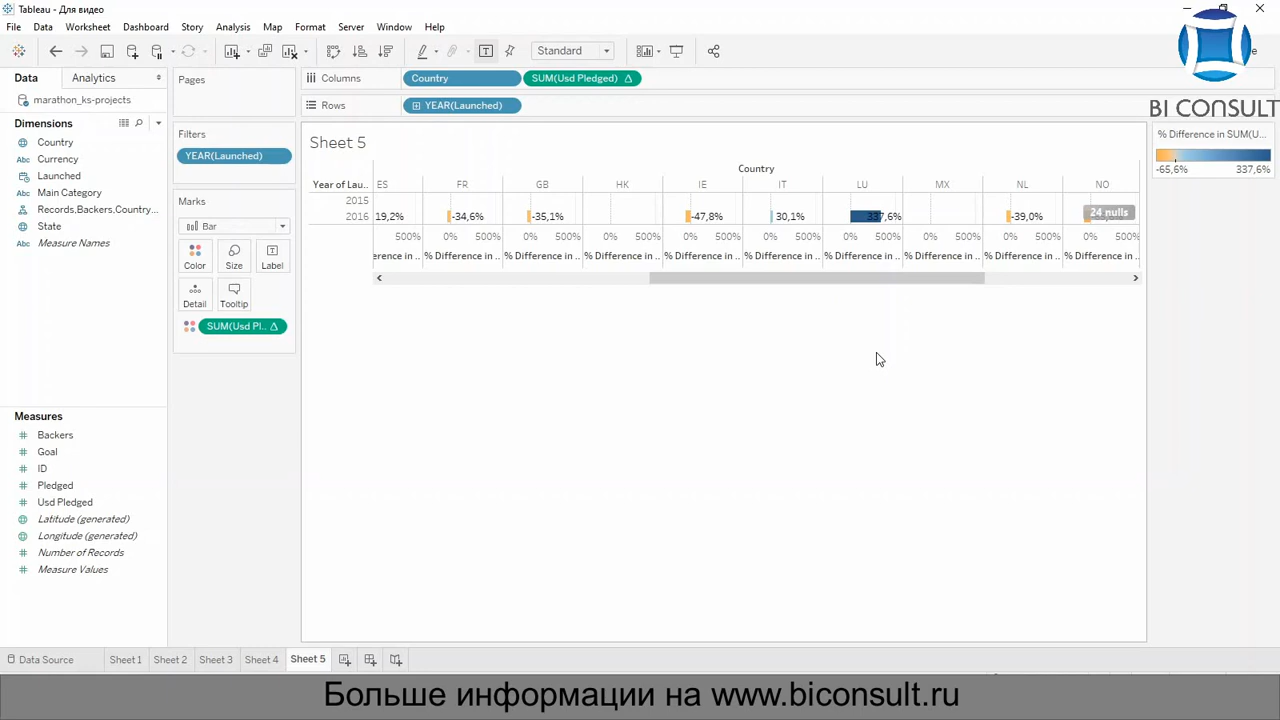 Tableau - Для видео
File Data Worksheet Dashboard Story Analysis Map Format Server Window Help
Standard
Data Analytics
marathon_ks-projects
Dimensions
Country
Currency
Launched
Main Category
Records,Backers,Country...
State
Measure Names
Measures
Backers
Goal
ID
Pledged
Usd Pledged
Latitude (generated)
Longitude (generated)
Number of Records
Measure Values
Pages
Filters
YEAR(Launched)
Marks
Bar
Color Size Label
Detail Tooltip
SUM(Usd Pl.. Δ
Columns Country SUM(Usd Pledged) Δ
Rows YEAR(Launched)
Sheet 5
Country
Year of Lau.. ES FR GB HK IE IT LU MX NL NO
2015
2016 19,2% -34,6% -35,1% -47,8% 30,1% 337,6% -39,0%
24 nulls
500% 0% 500% 0% 500% 0% 500% 0% 500% 0% 500% 0% 500% 0% 500% 0% 500% 0% 500%
erence in .. % Difference in .. % Difference in .. % Difference in .. % Difference in .. % Difference in .. % Difference in .. % Difference in .. % Difference in .. % Difference in ..
BI CONSULT
% Difference in SUM(U...
-65,6% 337,6%
Data Source Sheet 1 Sheet 2 Sheet 3 Sheet 4 Sheet 5
Больше информации на www.biconsult.ru